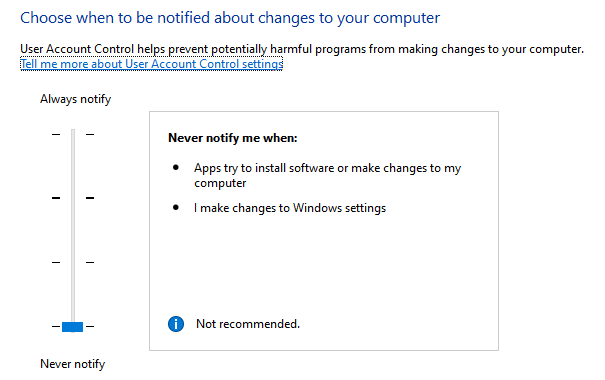 Choose when to be notified about changes to your computer
User Account Control helps prevent potentially harmful programs from making changes to your computer.
Tell me more about User Account Control settings
Always notify
Never notify me when:
Apps try to install software or make changes to my
computer
I make changes to Windows settings
Not recommended.
Never notify